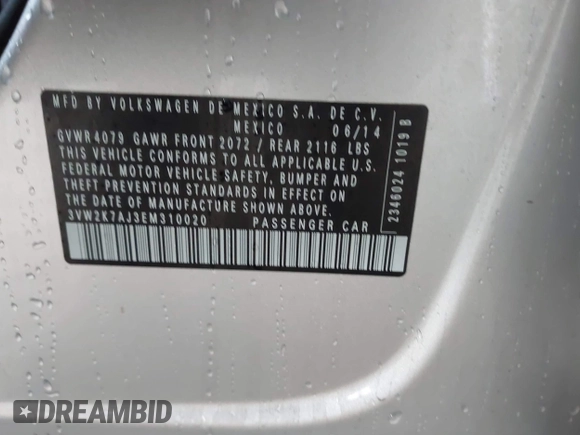 MFD BY VOLKSWAGEN DE MEXICO S.A. DE C.V.
MEXICO 06/14
GVWR 4079 GAWR FRONT 2072 / REAR 2116 LBS
THIS VEHICLE CONFORMS TO ALL APPLICABLE U.S.
FEDERAL MOTOR VEHICLE SAFETY, BUMPER AND
THEFT PREVENTION STANDARDS IN EFFECT ON
THE DATE OF MANUFACTURE SHOWN ABOVE.
3VW2K7AJ3EM310020 PASSENGER CAR
2346024 1019 B
DREAMBID